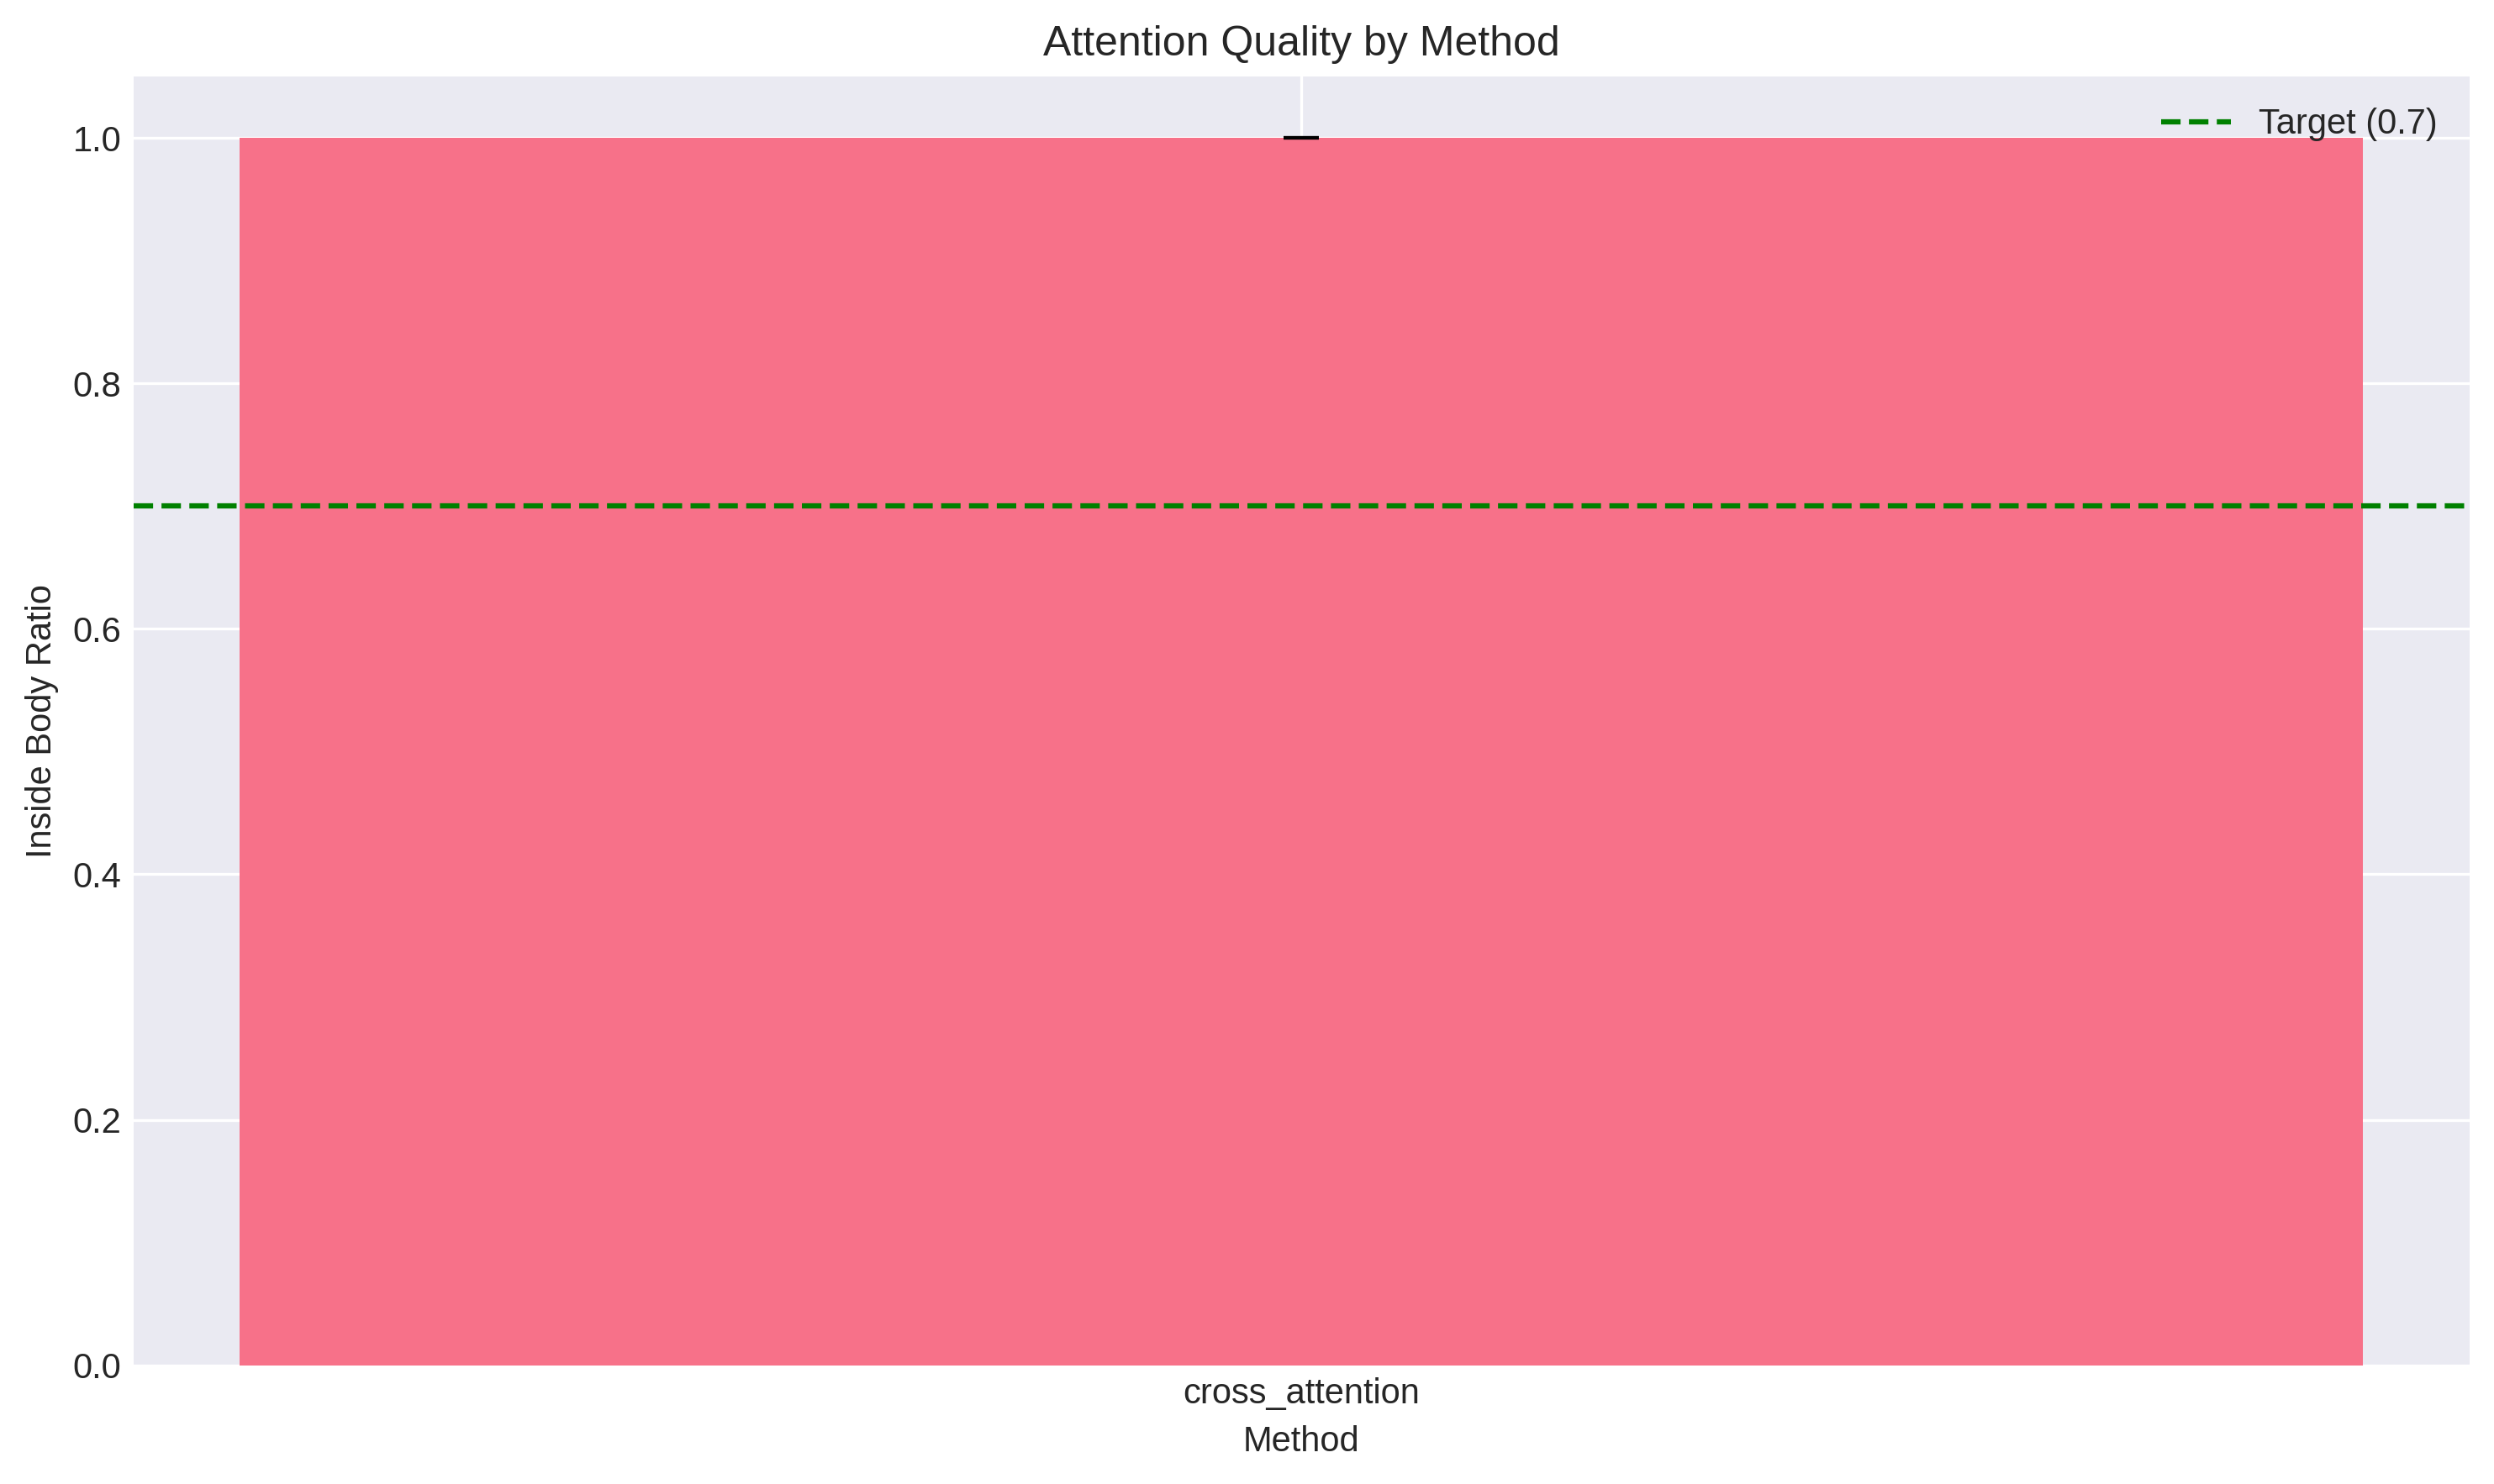 Attention Quality by Method
Target (0.7)
1.0
0.8
0.6
0.4
0.2
0.0
Inside Body Ratio
cross_attention
Method